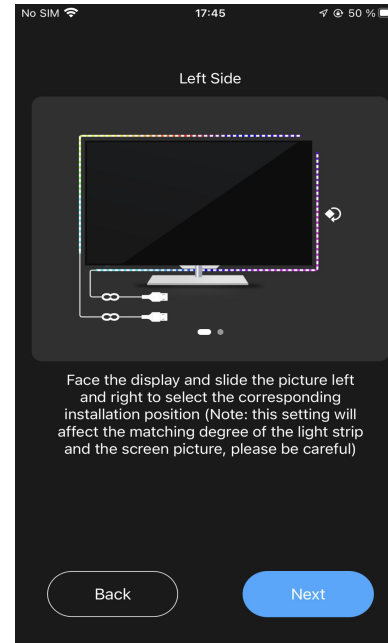 No SIM 17:45 50 %
Left Side
Face the display and slide the picture left
and right to select the corresponding
installation position (Note: this setting will
affect the matching degree of the light strip
and the screen picture, please be careful)
Back Next